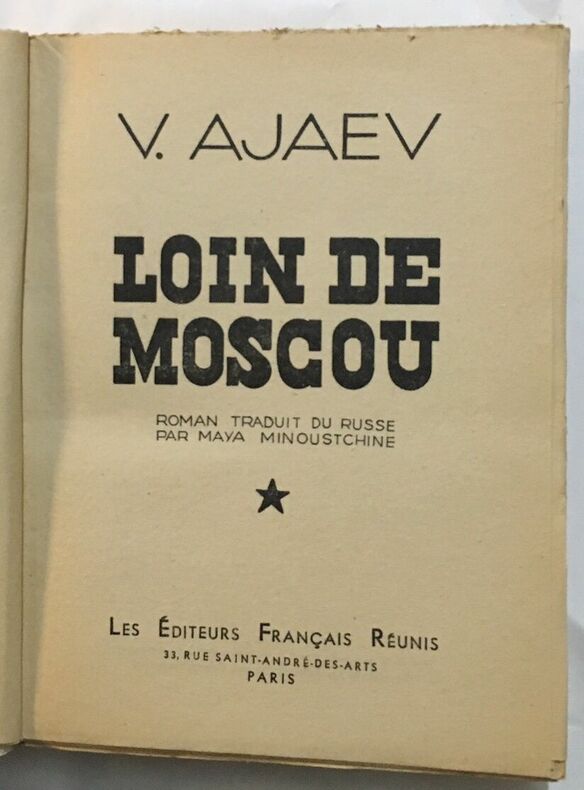 V. AJAEV
LOIN DE
MOSCOU
ROMAN TRADUIT DU RUSSE
PAR MAYA MINOUSTCHINE
LES ÉDITEURS FRANÇAIS RÉUNIS
33, RUE SAINT-ANDRÉ-DES-ARTS
PARIS